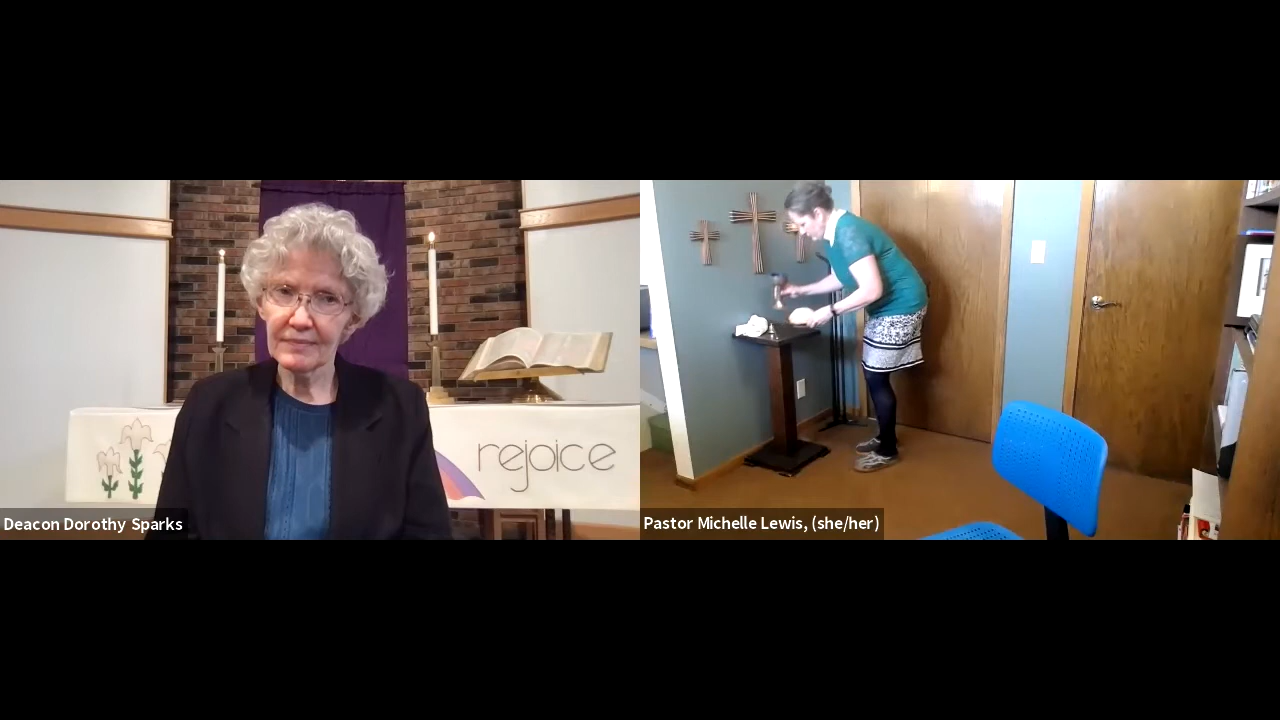 rejoice
Deacon Dorothy Sparks
Pastor Michelle Lewis, (she/her)